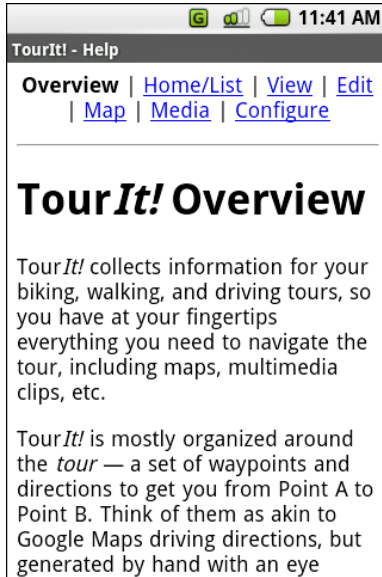 G 11:41 AM
TourIt! - Help
Overview | Home/List | View | Edit
| Map | Media | Configure
TourIt! Overview
TourIt! collects information for your
biking, walking, and driving tours, so
you have at your fingertips
everything you need to navigate the
tour, including maps, multimedia
clips, etc.
TourIt! is mostly organized around
the tour — a set of waypoints and
directions to get you from Point A to
Point B. Think of them as akin to
Google Maps driving directions, but
generated by hand with an eye